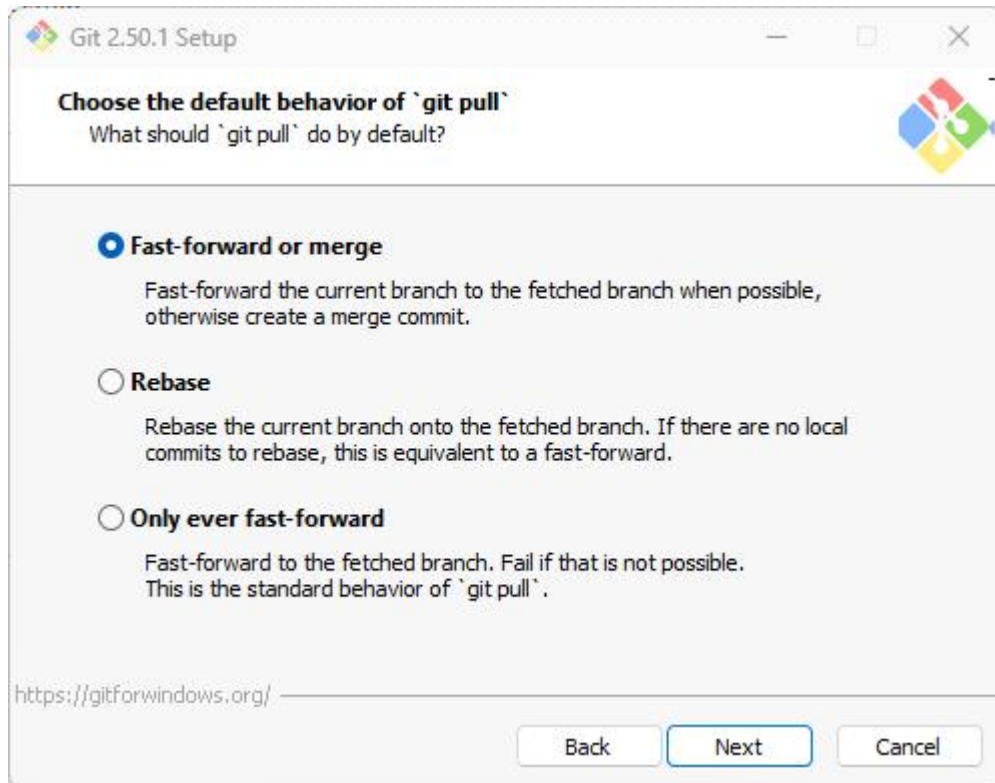 Git 2.50.1 Setup
Choose the default behavior of `git pull`
What should `git pull` do by default?
Fast-forward or merge
Fast-forward the current branch to the fetched branch when possible,
otherwise create a merge commit.
Rebase
Rebase the current branch onto the fetched branch. If there are no local
commits to rebase, this is equivalent to a fast-forward.
Only ever fast-forward
Fast-forward to the fetched branch. Fail if that is not possible.
This is the standard behavior of `git pull`.
https://gitforwindows.org/
Back Next Cancel